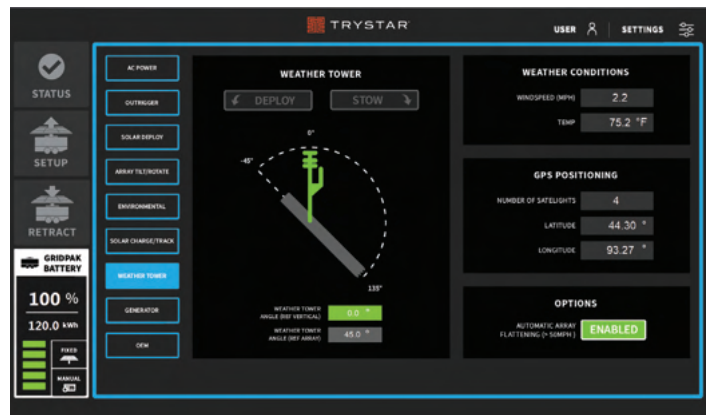 TRYSTAR
USER
SETTINGS
STATUS
SETUP
RETRACT
GRIDPAK
BATTERY
100 %
120.0 kWh
FIXED
MANUAL
AC POWER
OUTRIGGER
SOLAR DEPLOY
ARRAY TILT/ROTATE
ENVIRONMENTAL
SOLAR CHARGE/TRACK
WEATHER TOWER
GENERATOR
OEM
WEATHER TOWER
DEPLOY
STOW
0°
-45°
135°
WEATHER TOWER
ANGLE (REF VERTICAL)
0.0 °
WEATHER TOWER
ANGLE (REF ARRAY)
45.0 °
WEATHER CONDITIONS
WINDSPEED (MPH)
2.2
TEMP
75.2 °F
GPS POSITIONING
NUMBER OF SATELIGHTS
4
LATITUDE
44.30 °
LONGITUDE
93.27 °
OPTIONS
AUTOMATIC ARRAY
FLATTENING (> 50MPH )
ENABLED